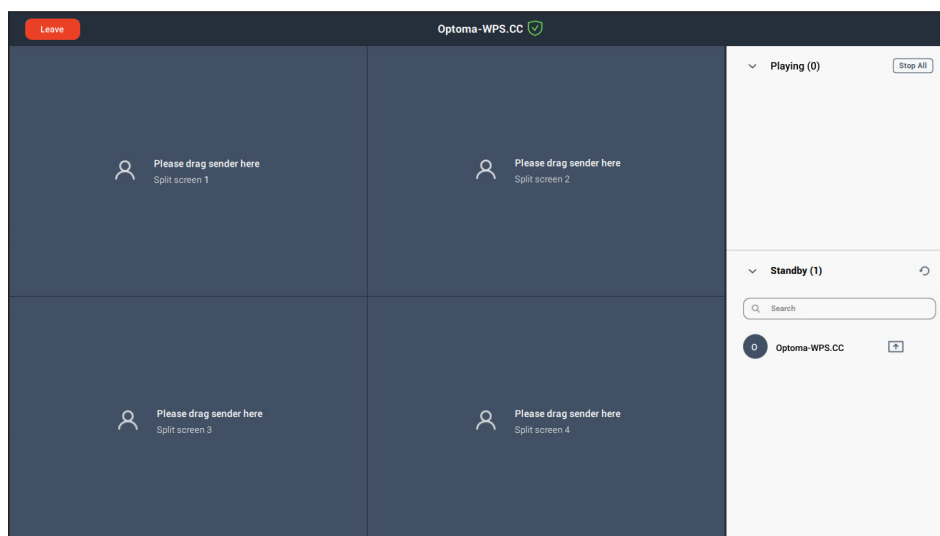 Leave
Optoma-WPS.CC
Please drag sender here
Split screen 1
Please drag sender here
Split screen 2
Please drag sender here
Split screen 3
Please drag sender here
Split screen 4
Playing (0)
Stop All
Standby (1)
Search
O
Optoma-WPS.CC